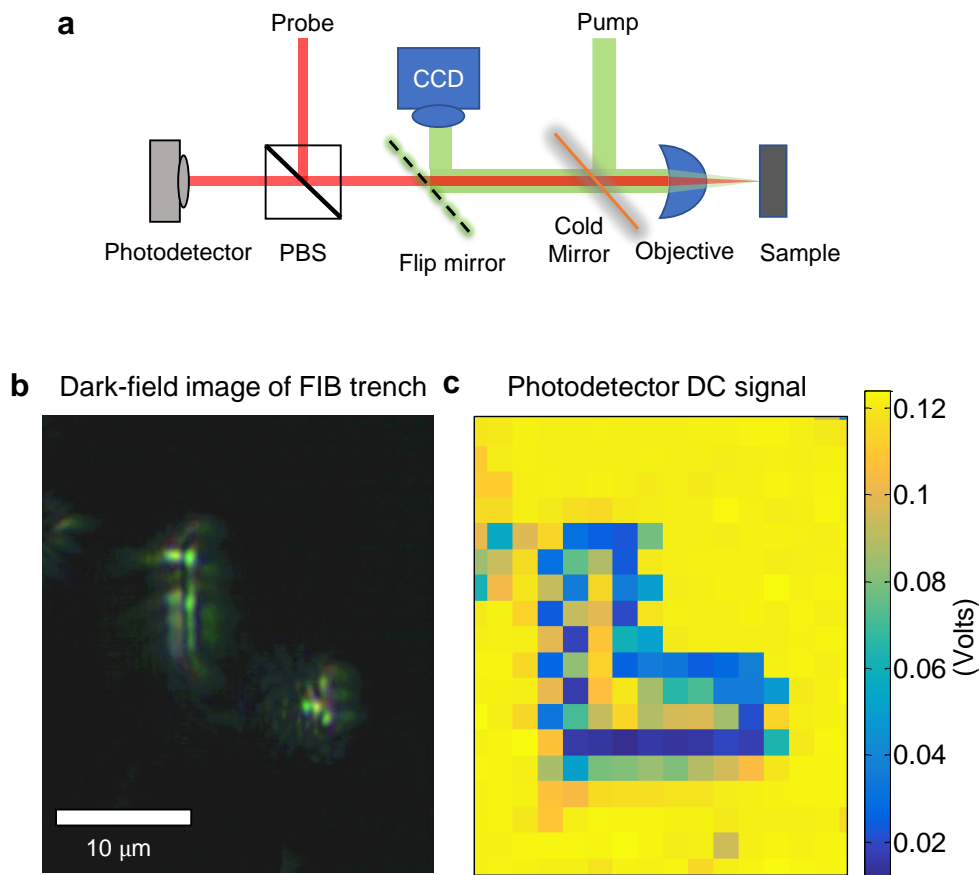 a
Probe
Pump
CCD
Photodetector
PBS
Flip mirror
Cold
Mirror
Objective
Sample
b Dark-field image of FIB trench
10 μm
c Photodetector DC signal
0.12
0.1
0.08
0.06
0.04
0.02
(Volts)